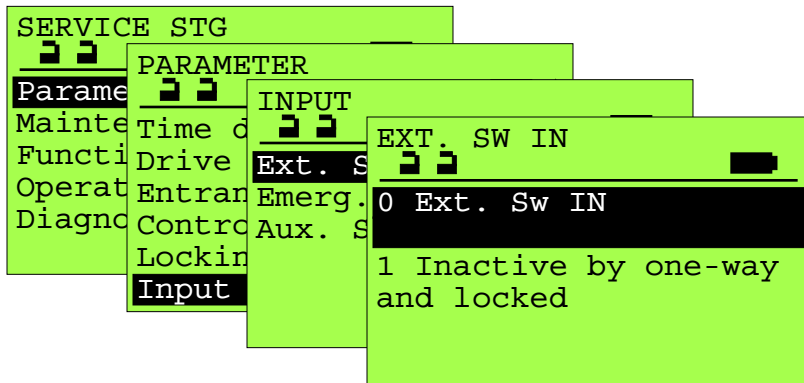 SERVICE STG
Parame
Mainte
Functi
Operat
Diagno
PARAMETER
Time d
Drive
Entran
Contro
Lockin
Input
INPUT
Ext. S
Emerg.
Aux. S
EXT. SW IN
0 Ext. Sw IN
1 Inactive by one-way
and locked